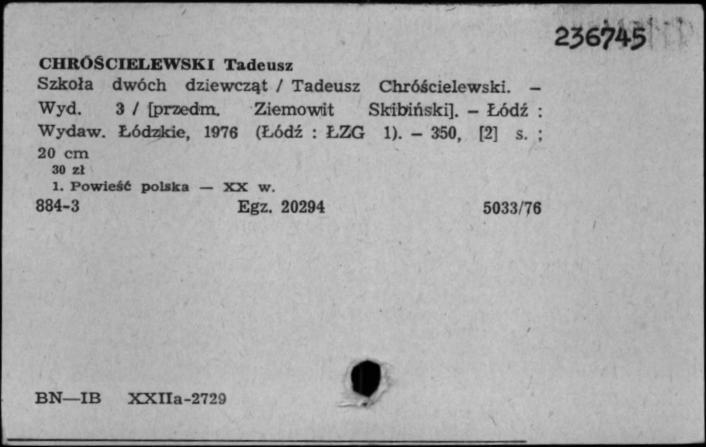 236745
CHRÓŚCIELEWSKI Tadeusz
Szkoła dwóch dziewcząt / Tadeusz Chróścielewski. –
Wyd. 3 / [przedm. Ziemowit Skibiński]. – Łódź :
Wydaw. Łódzkie, 1976 (Łódź : ŁZG 1). – 350, [2] s. ;
20 cm
30 zł
1. Powieść polska — XX w.
884-3 Egz. 20294 5033/76
BN—IB XXIIa-2729